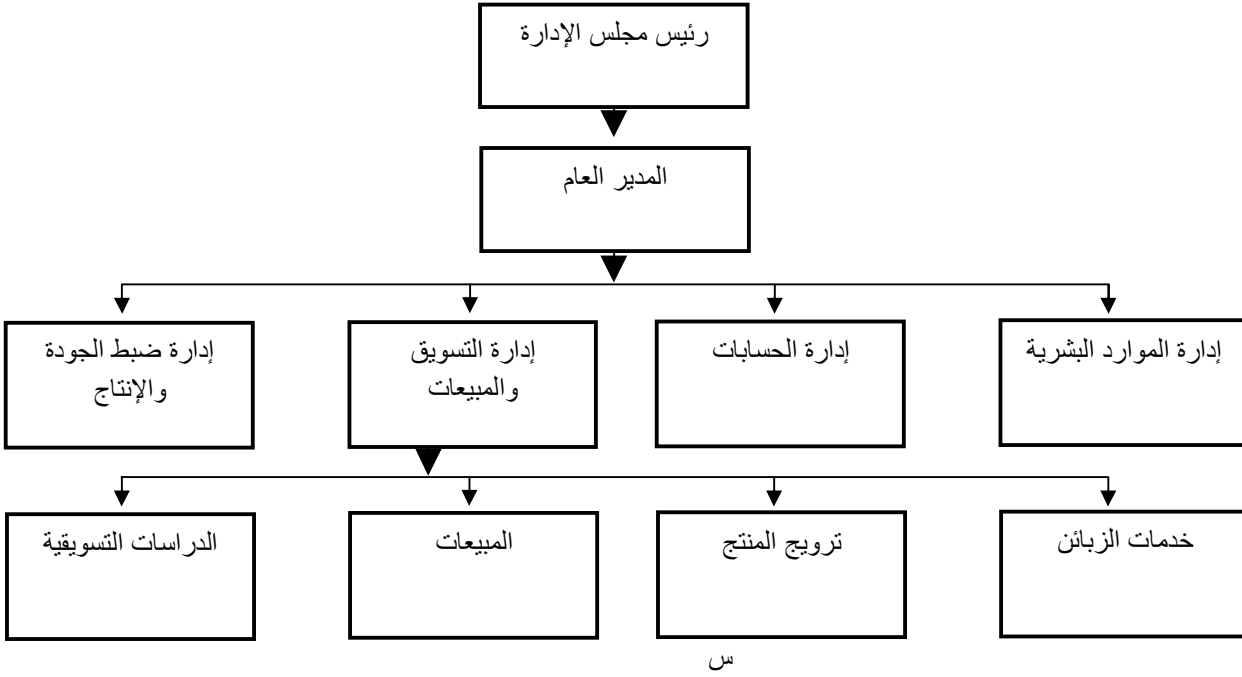 رئيس مجلس الإدارة
المدير العام
إدارة الموارد البشرية
إدارة الحسابات
إدارة التسويق
والمبيعات
إدارة ضبط الجودة
والإنتاج
خدمات الزبائن
ترويج المنتج
المبيعات
الدراسات التسويقية
س